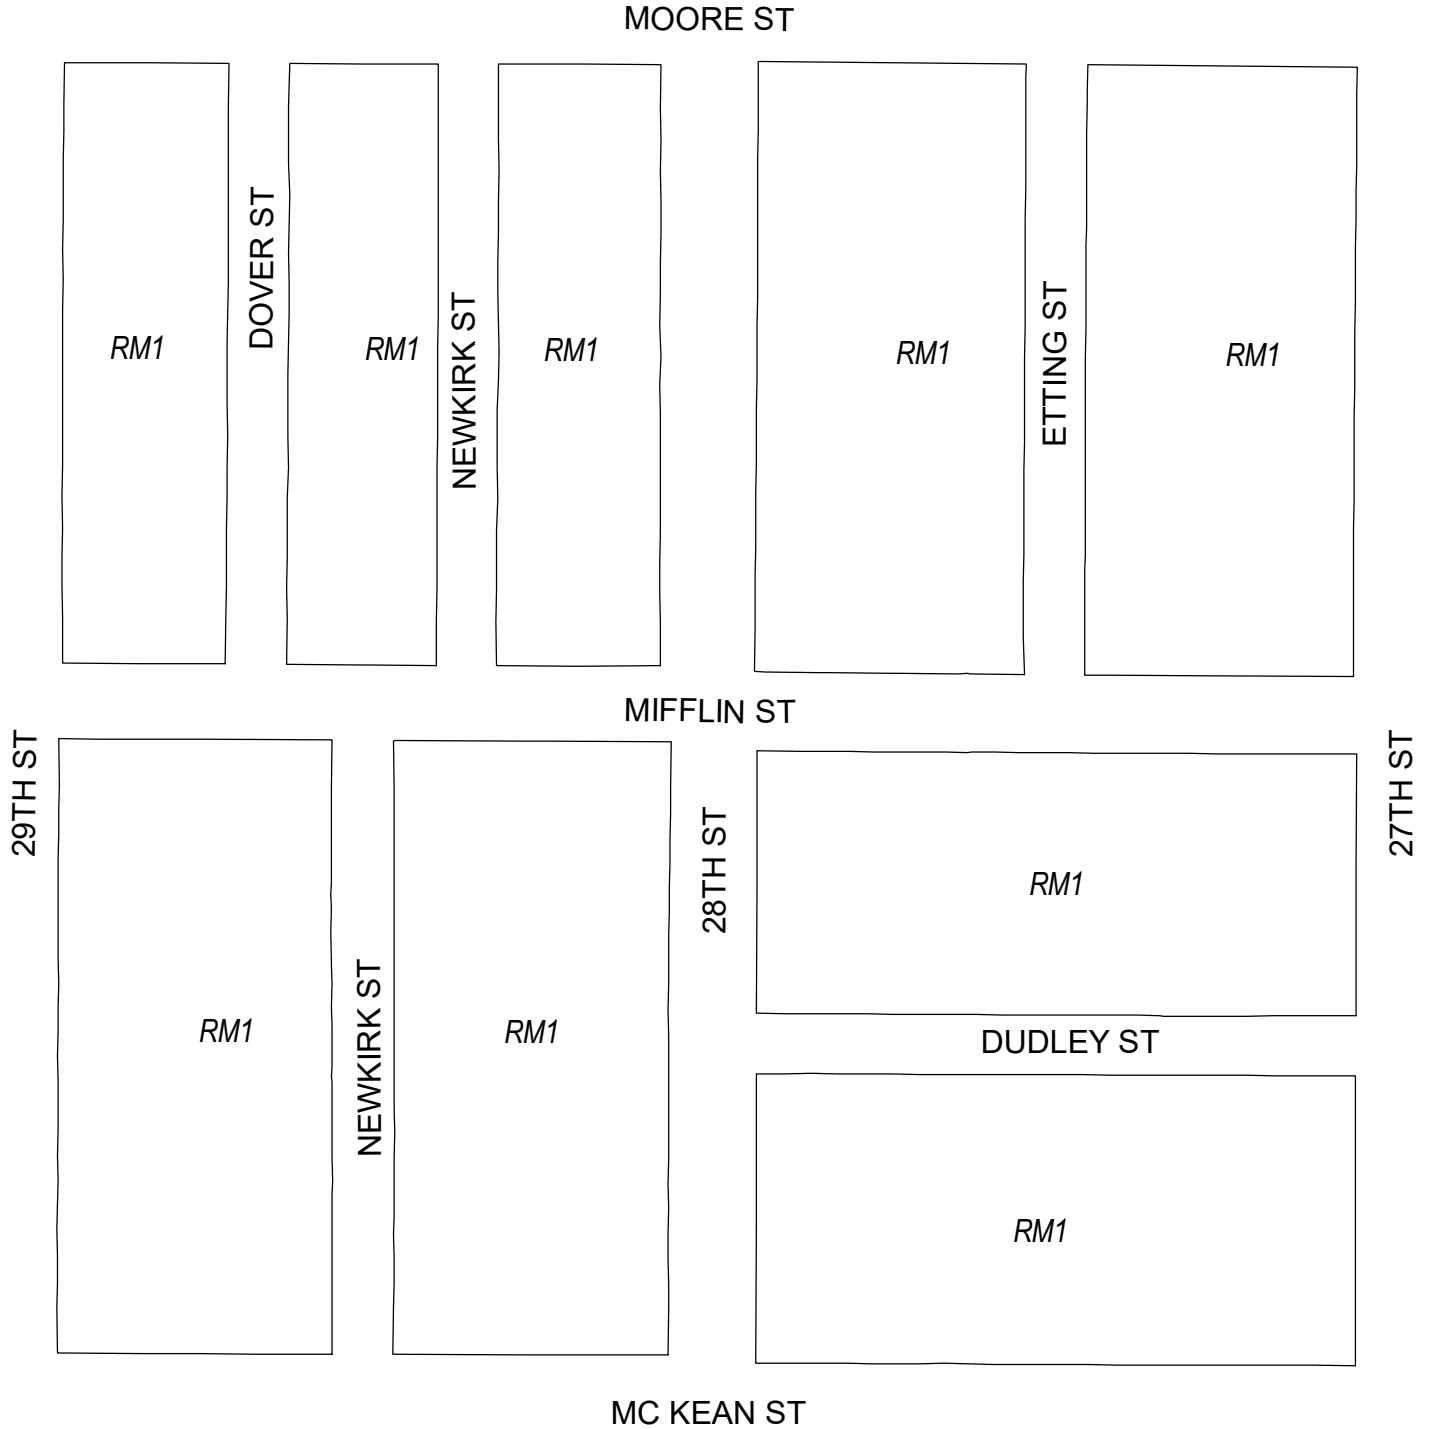 MOORE ST
DOVER ST
NEWKIRK ST
ETTING ST
RM1
RM1
RM1
RM1
RM1
MIFFLIN ST
29TH ST
28TH ST
27TH ST
RM1
NEWKIRK ST
RM1
RM1
DUDLEY ST
RM1
MC KEAN ST